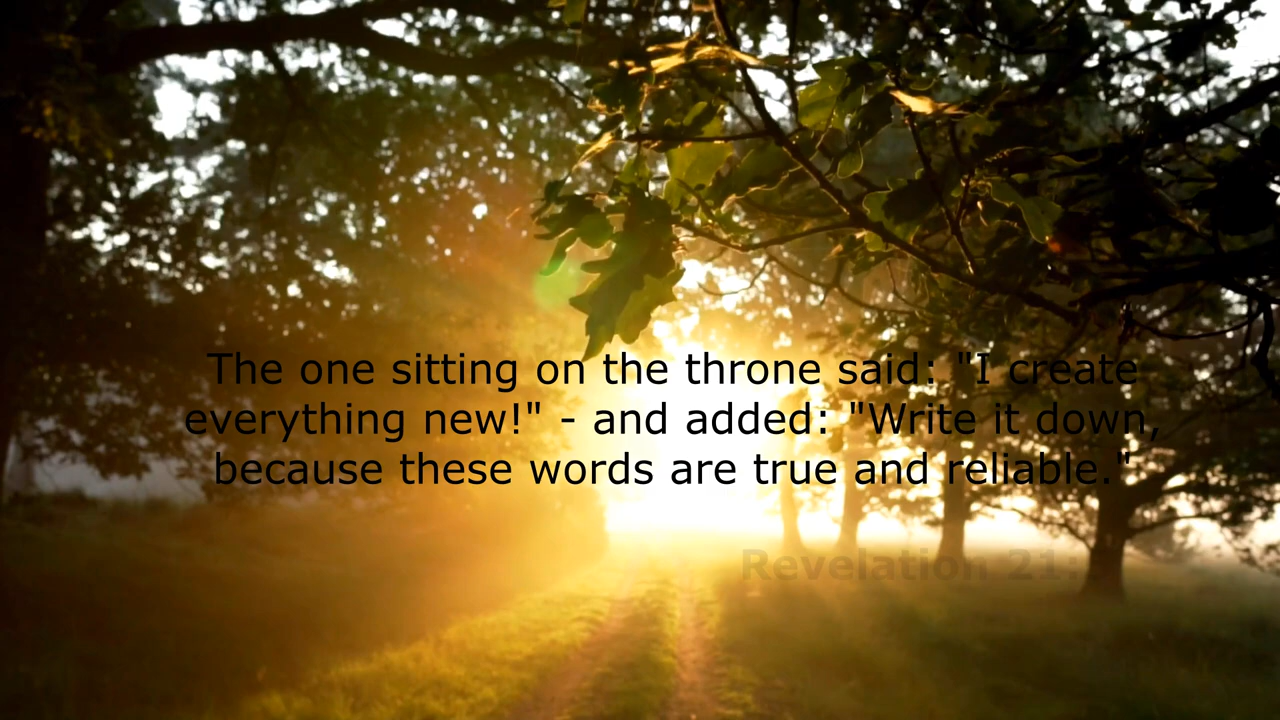 The one sitting on the throne said: "I create
everything new!" - and added: "Write it down,
because these words are true and reliable."
Revelation 21: